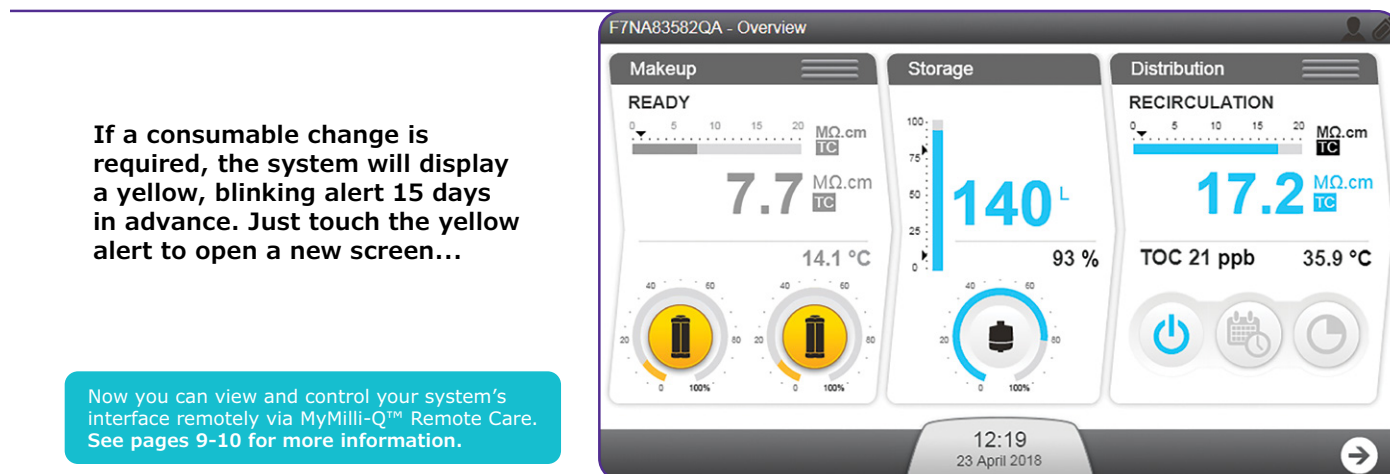 If a consumable change is
required, the system will display
a yellow, blinking alert 15 days
in advance. Just touch the yellow
alert to open a new screen...
Now you can view and control your system's
interface remotely via MyMilli-Q™ Remote Care.
See pages 9-10 for more information.
F7NA83582QA - Overview
Makeup
READY
0 5 10 15 20 MΩ.cm
TC
7.7 MΩ.cm
TC
14.1 °C
0 20 40 60 80 100%
0 20 40 60 80 100%
Storage
100
75
50
25
0
140 L
93 %
0 20 40 60 80 100%
Distribution
RECIRCULATION
0 5 10 15 20 MΩ.cm
TC
17.2 MΩ.cm
TC
TOC 21 ppb 35.9 °C
12:19
23 April 2018